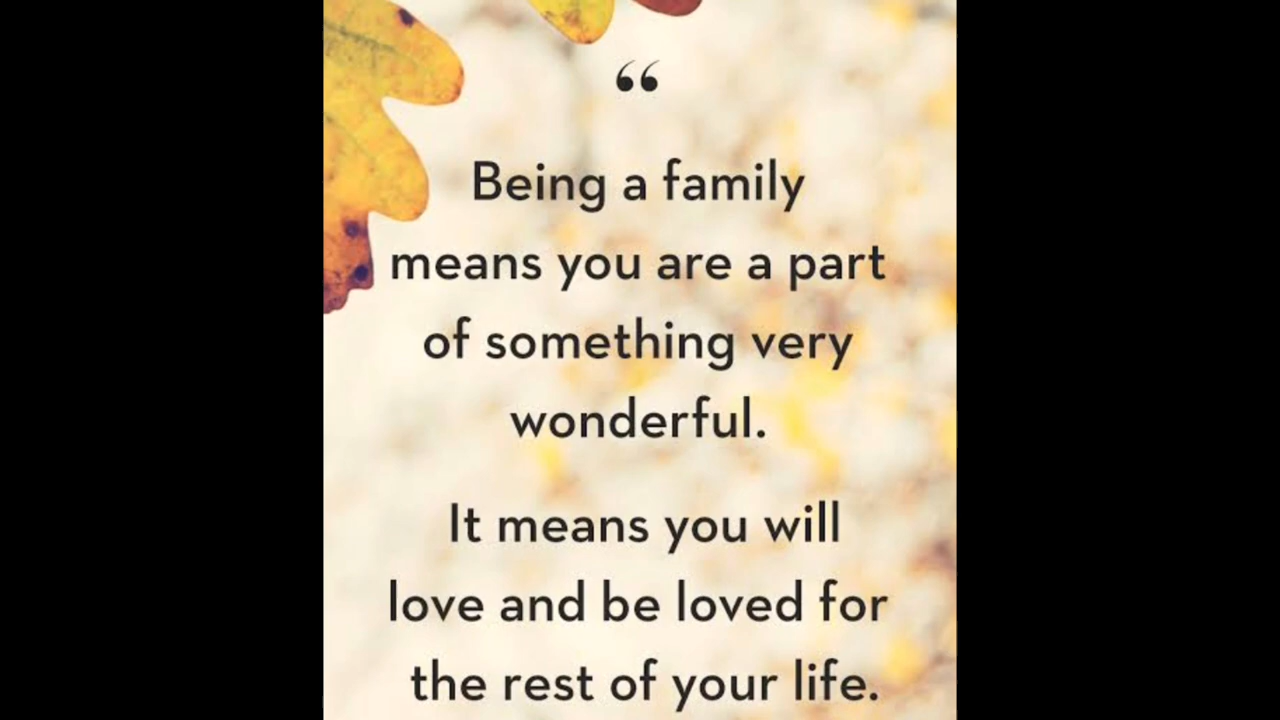 “
Being a family
means you are a part
of something very
wonderful.
It means you will
love and be loved for
the rest of your life.